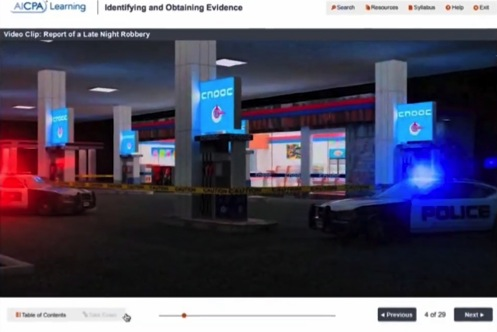 AICPA Learning
Identifying and Obtaining Evidence
Search
Resources
Syllabus
Help
Exit
Video Clip: Report of a Late Night Robbery
CNOOC
CNOOC
CAUTION
POLICE
Table of Contents
Previous
4 of 29
Next